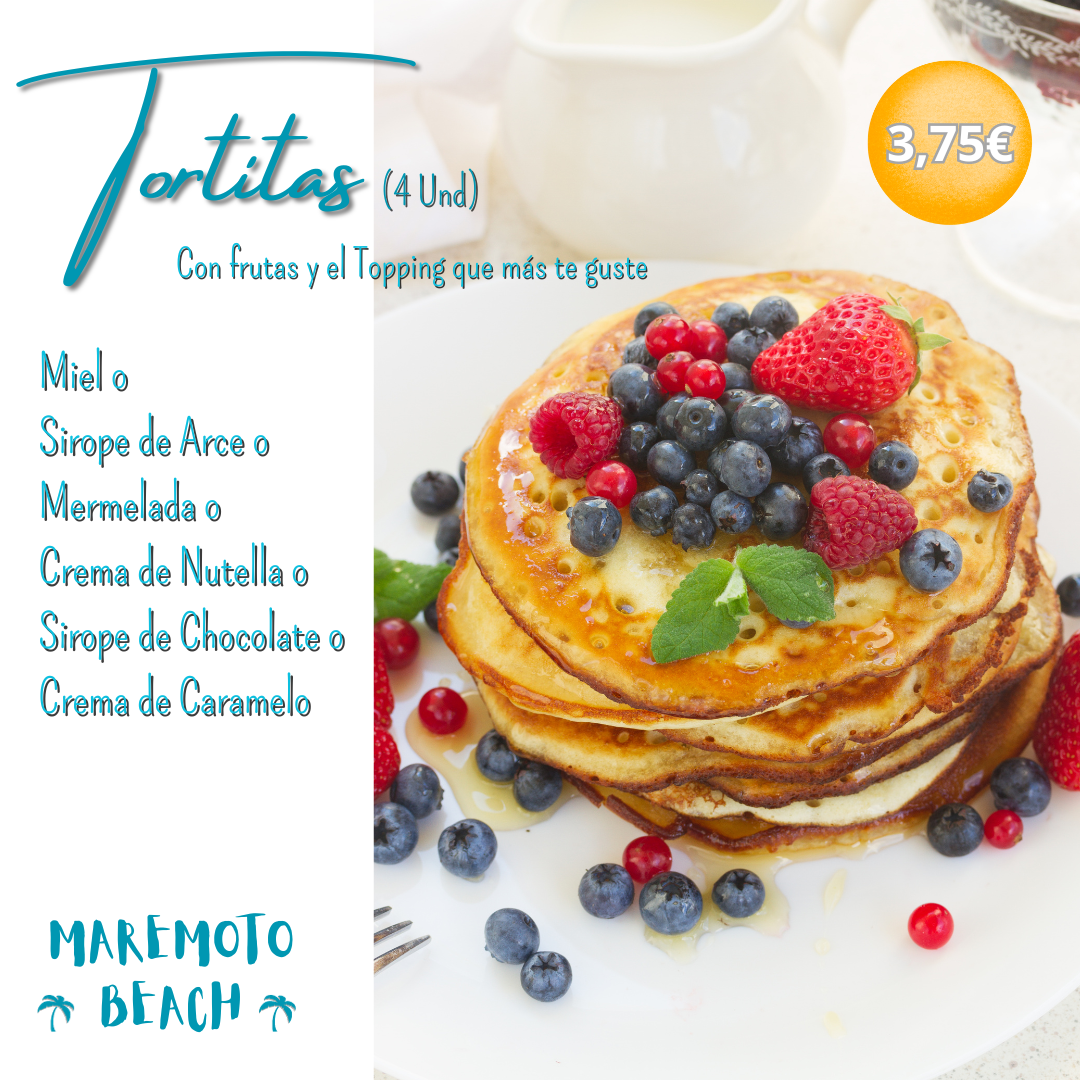 Tortitas (4 Und)
3,75€
Con frutas y el Topping que más te guste
Miel o
Sirope de Arce o
Mermelada o
Crema de Nutella o
Sirope de Chocolate o
Crema de Caramelo
MAREMOTO
BEACH